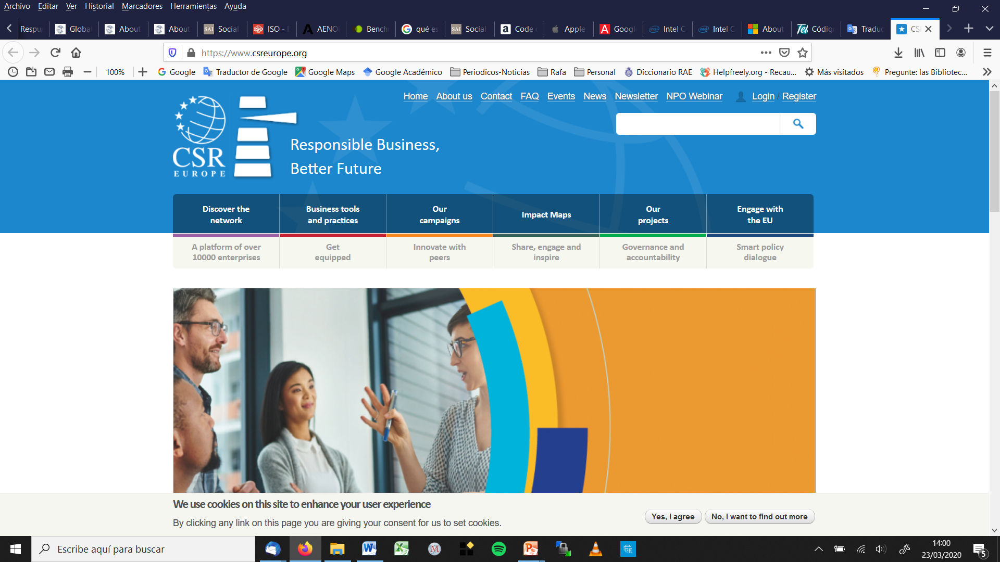 Archivo Editar Ver Historial Marcadores Herramientas Ayuda
Respu Globa About About SAI Social ISO ISO - I AENO Bench qué es SAI Social Code Apple Googl Intel C Intel C About Tel Códig Traduc CS
https://www.csreurope.org
100% Google Traductor de Google Google Maps Google Académico Periodicos-Noticias Rafa Personal Diccionario RAE Helpfreely.org - Recau... Más visitados Pregunte: las Bibliotec...
Home About us Contact FAQ Events News Newsletter NPO Webinar Login / Register
CSR
EUROPE
Responsible Business,
Better Future
Discover the
network
Business tools
and practices
Our
campaigns
Impact Maps
Our
projects
Engage with
the EU
A platform of over
10000 enterprises
Get
equipped
Innovate with
peers
Share, engage and
inspire
Governance and
accountability
Smart policy
dialogue
We use cookies on this site to enhance your user experience
By clicking any link on this page you are giving your consent for us to set cookies.
Yes, I agree
No, I want to find out more
Escribe aquí para buscar
14:00
23/03/2020
5